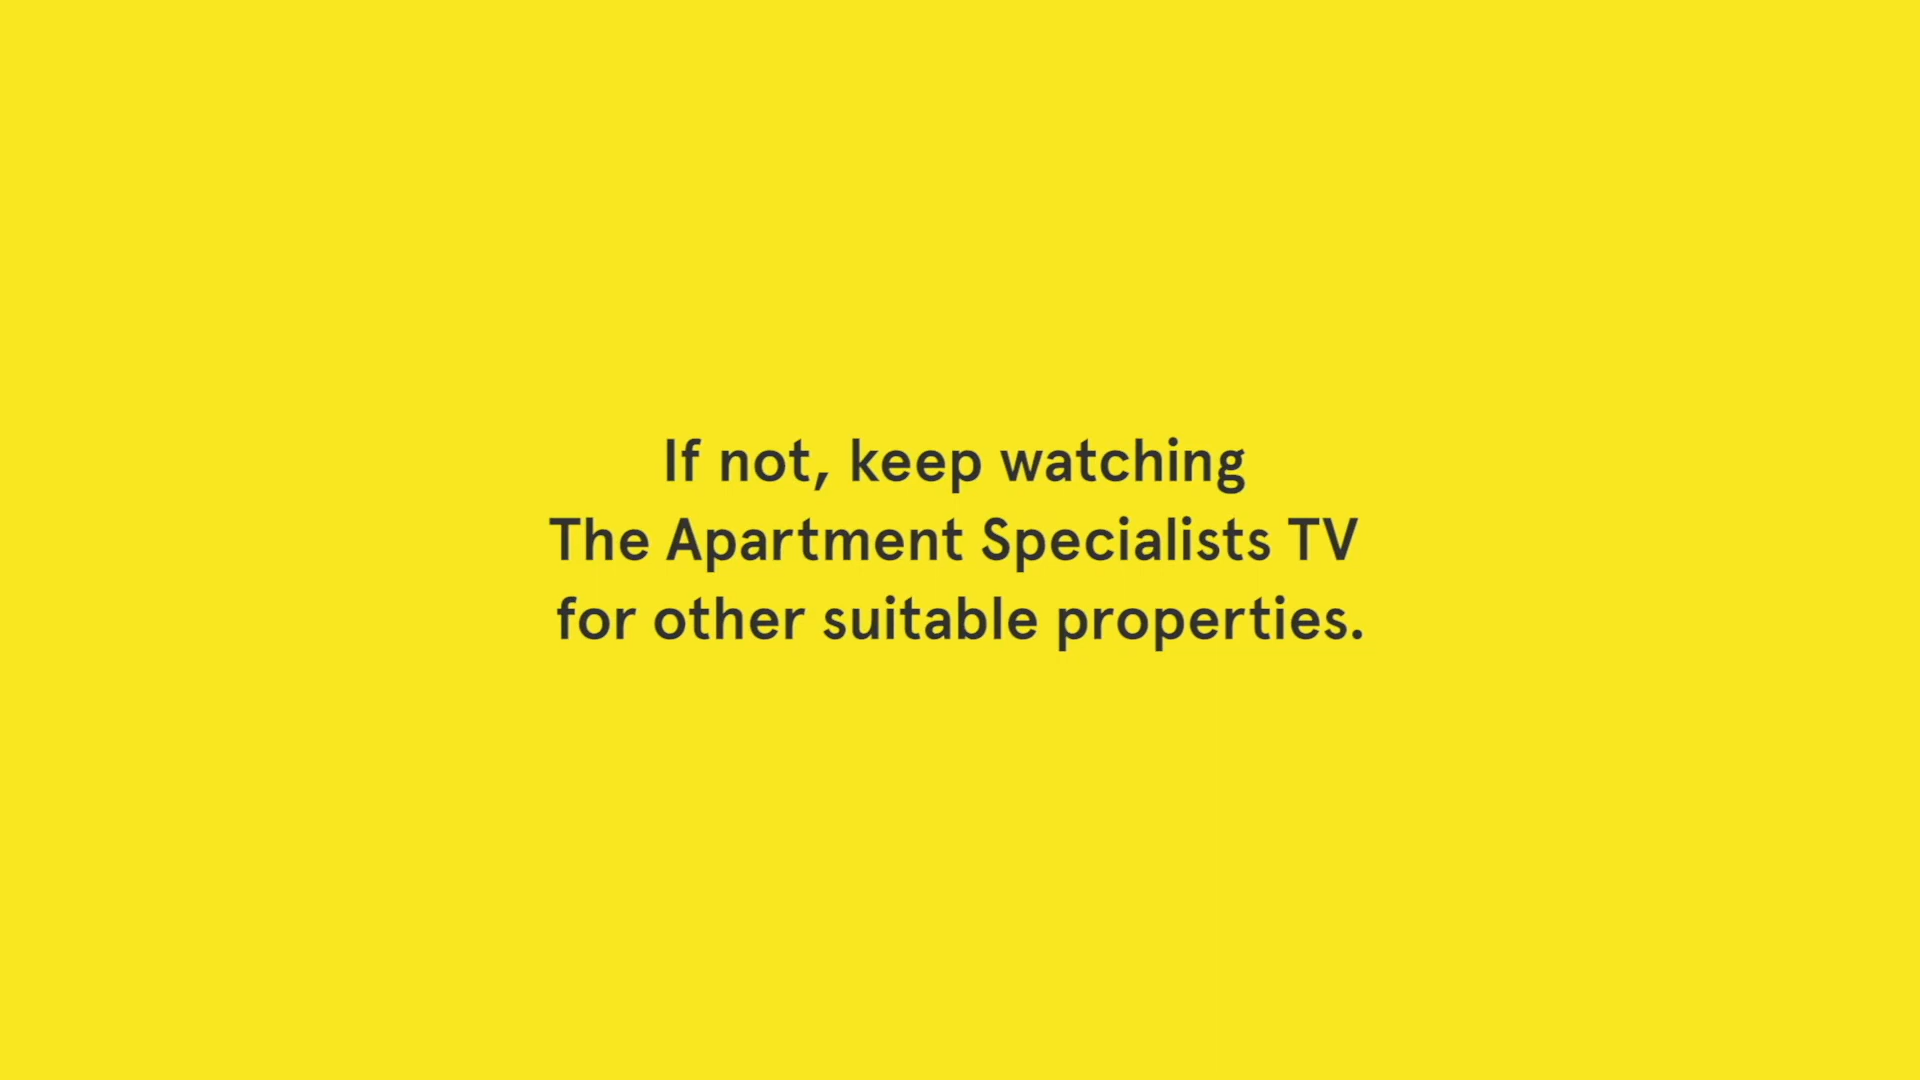 If not, keep watching
The Apartment Specialists TV
for other suitable properties.